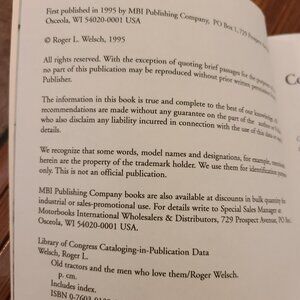 First published in 1995 by MBI Publishing Company, PO Box 1, 729 Prospect
Osceola, WI 54020-0001 USA
© Roger L. Welsch, 1995
All rights reserved. With the exception of quoting brief passages for the
no part of this publication may be reproduced without prior written
Publisher.
The information in this book is true and complete to the best of our knowledge.
recommendations are made without any guarantee on the part of the author
who also disclaim any liability incurred in connection with the use of this data
details.
We recognize that some words, model names and designations, for example,
herein are the property of the trademark holder. We use them for identification
only. This is not an official publication.
MBI Publishing Company books are also available at discounts in bulk quantity for
industrial or sales-promotional use. For details write to Special Sales Manager at
Motorbooks International Wholesalers & Distributors, 729 Prospect Avenue, PO
Osceola, WI 54020-0001 USA.
Library of Congress Cataloging-in-Publication Data
Welsch, Roger L.
Old tractors and the men who love them/Roger Welsch.
p. cm.
Includes index.